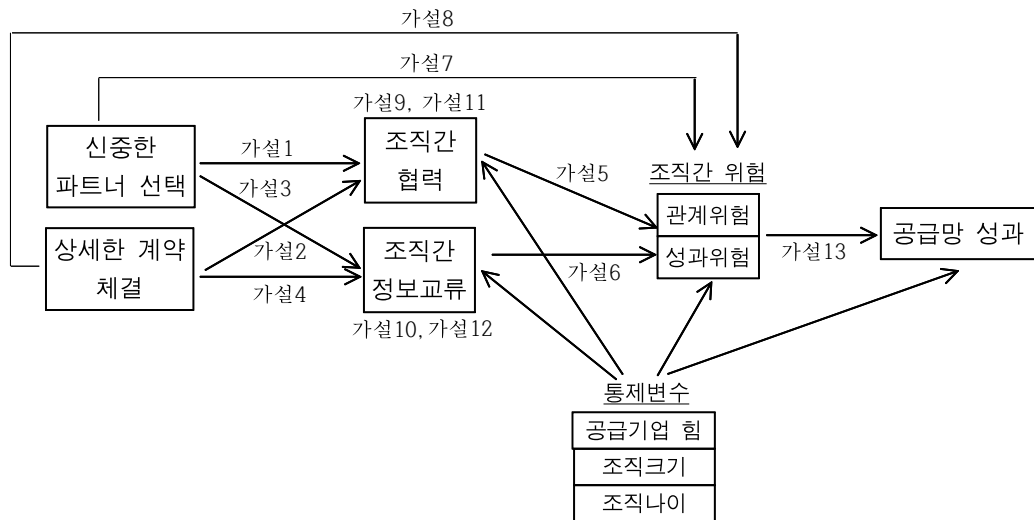 가설8
가설7
가설9, 가설11
신중한
파트너 선택
가설1
조직간
협력
가설3
가설5
조직간 위험
관계위험
성과위험
가설13
공급망 성과
상세한 계약
체결
가설2
가설4
조직간
정보교류
가설6
가설10, 가설12
통제변수
공급기업 힘
조직크기
조직나이